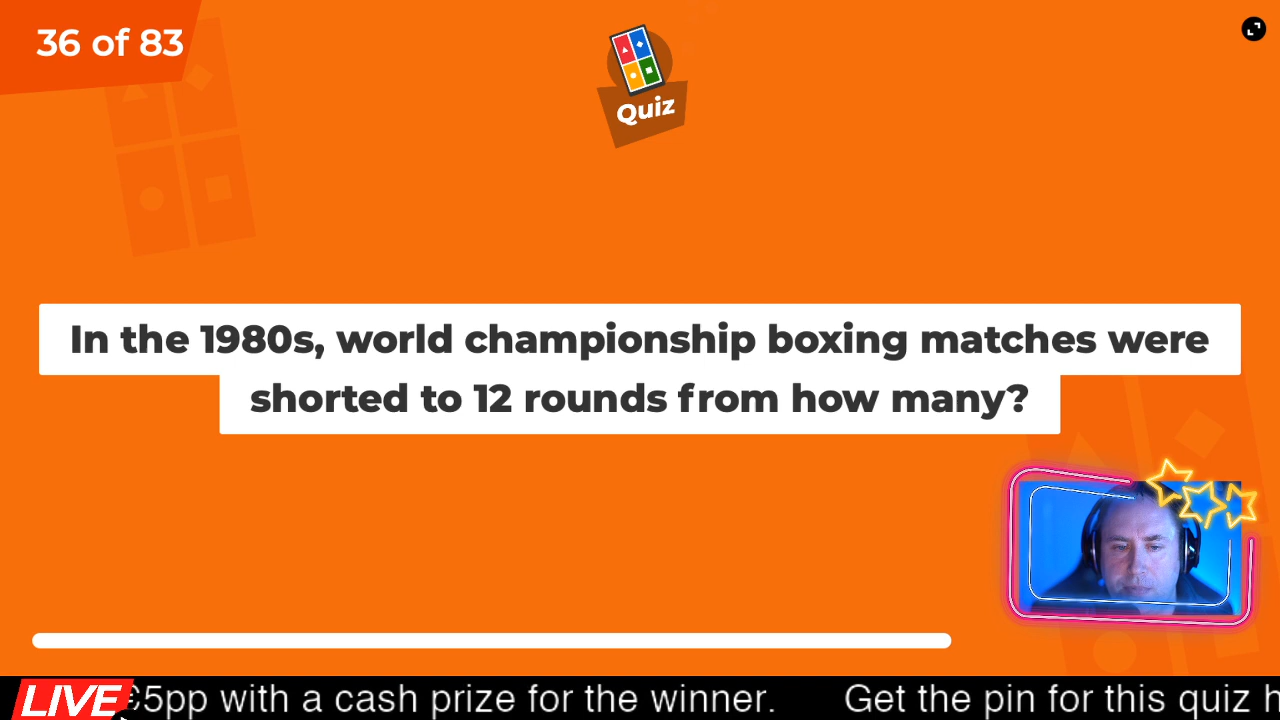 36 of 83
Quiz
In the 1980s, world championship boxing matches were
shorted to 12 rounds from how many?
LIVE
£5pp with a cash prize for the winner. Get the pin for this quiz